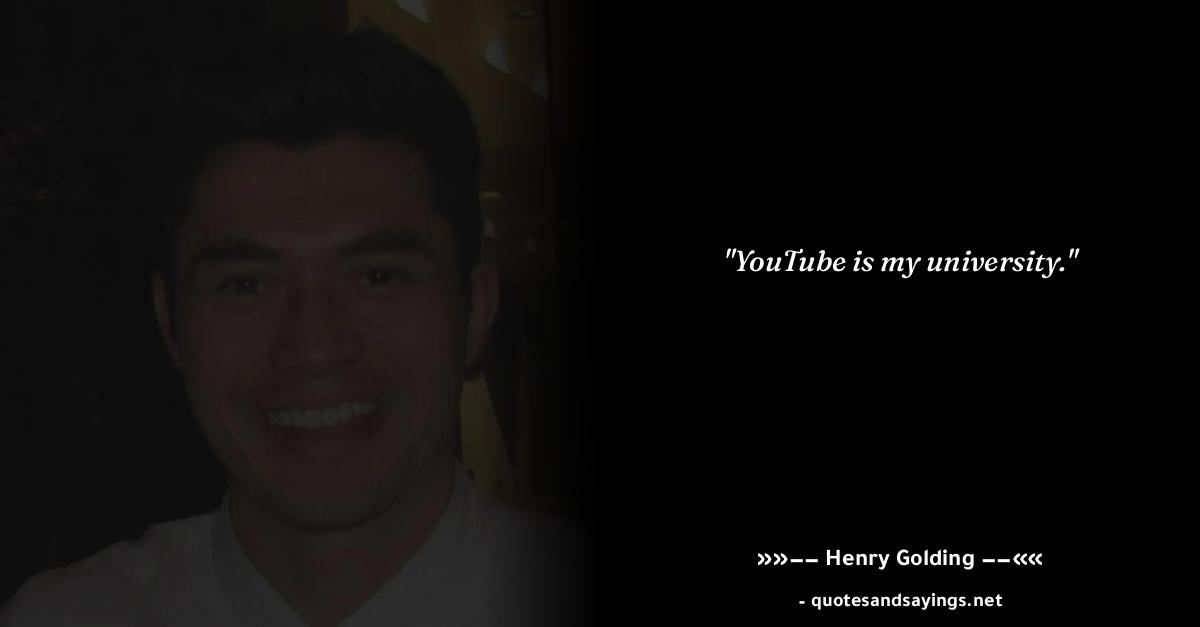 "YouTube is my university."
»»−− Henry Golding −−««
- quotesandsayings.net